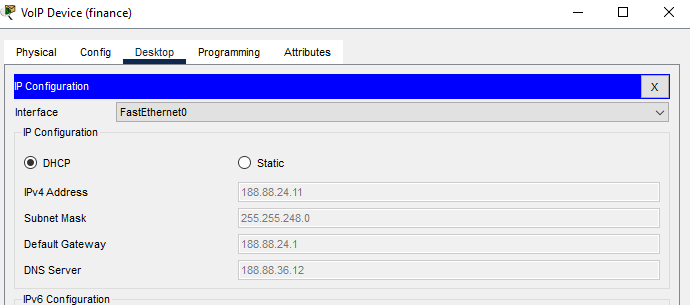 VoIP Device (finance)
Physical Config Desktop Programming Attributes
IP Configuration X
Interface FastEthernet0
IP Configuration
DHCP Static
IPv4 Address 188.88.24.11
Subnet Mask 255.255.248.0
Default Gateway 188.88.24.1
DNS Server 188.88.36.12
IPv6 Configuration